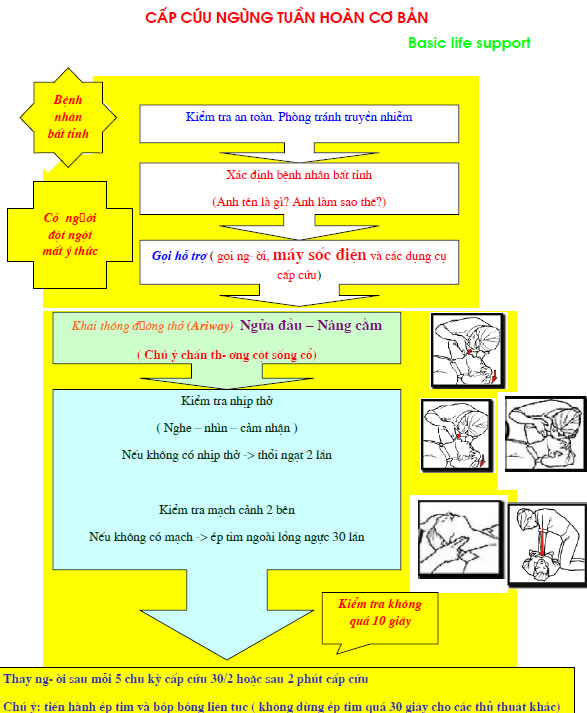 CẤP CỨU NGỪNG TUẦN HOÀN CƠ BẢN
Basic life support
Bệnh
nhân
bất tỉnh
Kiểm tra an toàn. Phòng tránh truyền nhiễm
Xác định bệnh nhân bất tỉnh
(Anh tên là gì? Anh làm sao thế?)
Có ng□ời
đột ngột
mất ý thức
Gọi hỗ trợ ( gọi ng- ời, máy sốc điện và các dụng cụ
cấp cứu)
Khai thông đ□ờng thở (Ariway) Ngửa đầu – Nâng cằm
( Chú ý chấn th- ơng cột sống cổ)
Kiểm tra nhịp thở
( Nghe – nhìn – cảm nhận )
Nếu không có nhịp thở -> thổi ngạt 2 lần
Kiểm tra mạch cảnh 2 bên
Nếu không có mạch -> ép tim ngoài lồng ngực 30 lần
Kiểm tra không
quá 10 giây
Thay ng- ời sau mỗi 5 chu kỳ cấp cứu 30/2 hoặc sau 2 phút cấp cứu
Chú ý: tiến hành ép tim và bóp bóng liên tục ( không dừng ép tim quá 30 giây cho các thủ thuật khác)